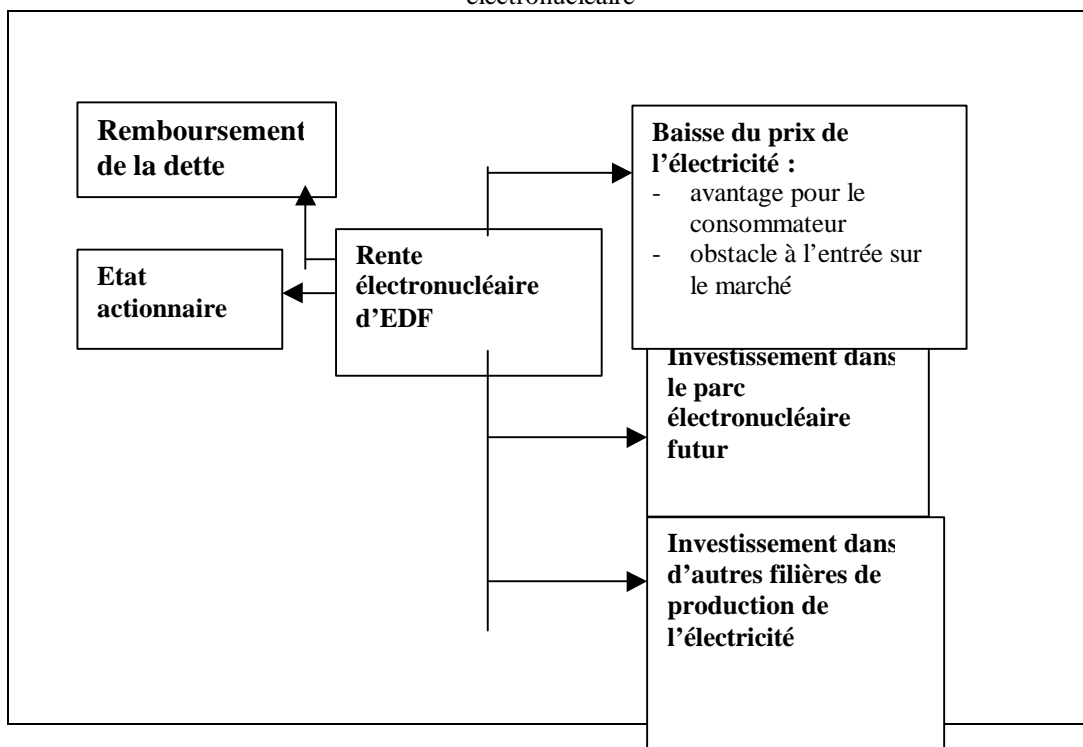 électronucléaire
Remboursement
de la dette
Etat
actionnaire
Rente
électronucléaire
d’EDF
Baisse du prix de
l’électricité :
- avantage pour le
consommateur
- obstacle à l’entrée sur
le marché
Investissement dans
le parc
électronucléaire
futur
Investissement dans
d’autres filières de
production de
l’électricité